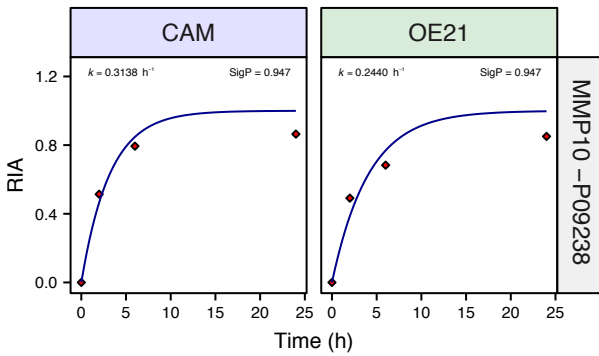 CAM
OE21
k = 0.3138 h⁻¹
SigP = 0.947
k = 0.2440 h⁻¹
SigP = 0.947
MMP10 –P09238
RIA
1.2
0.8
0.4
0.0
0 5 10 15 20 25
0 5 10 15 20 25
Time (h)